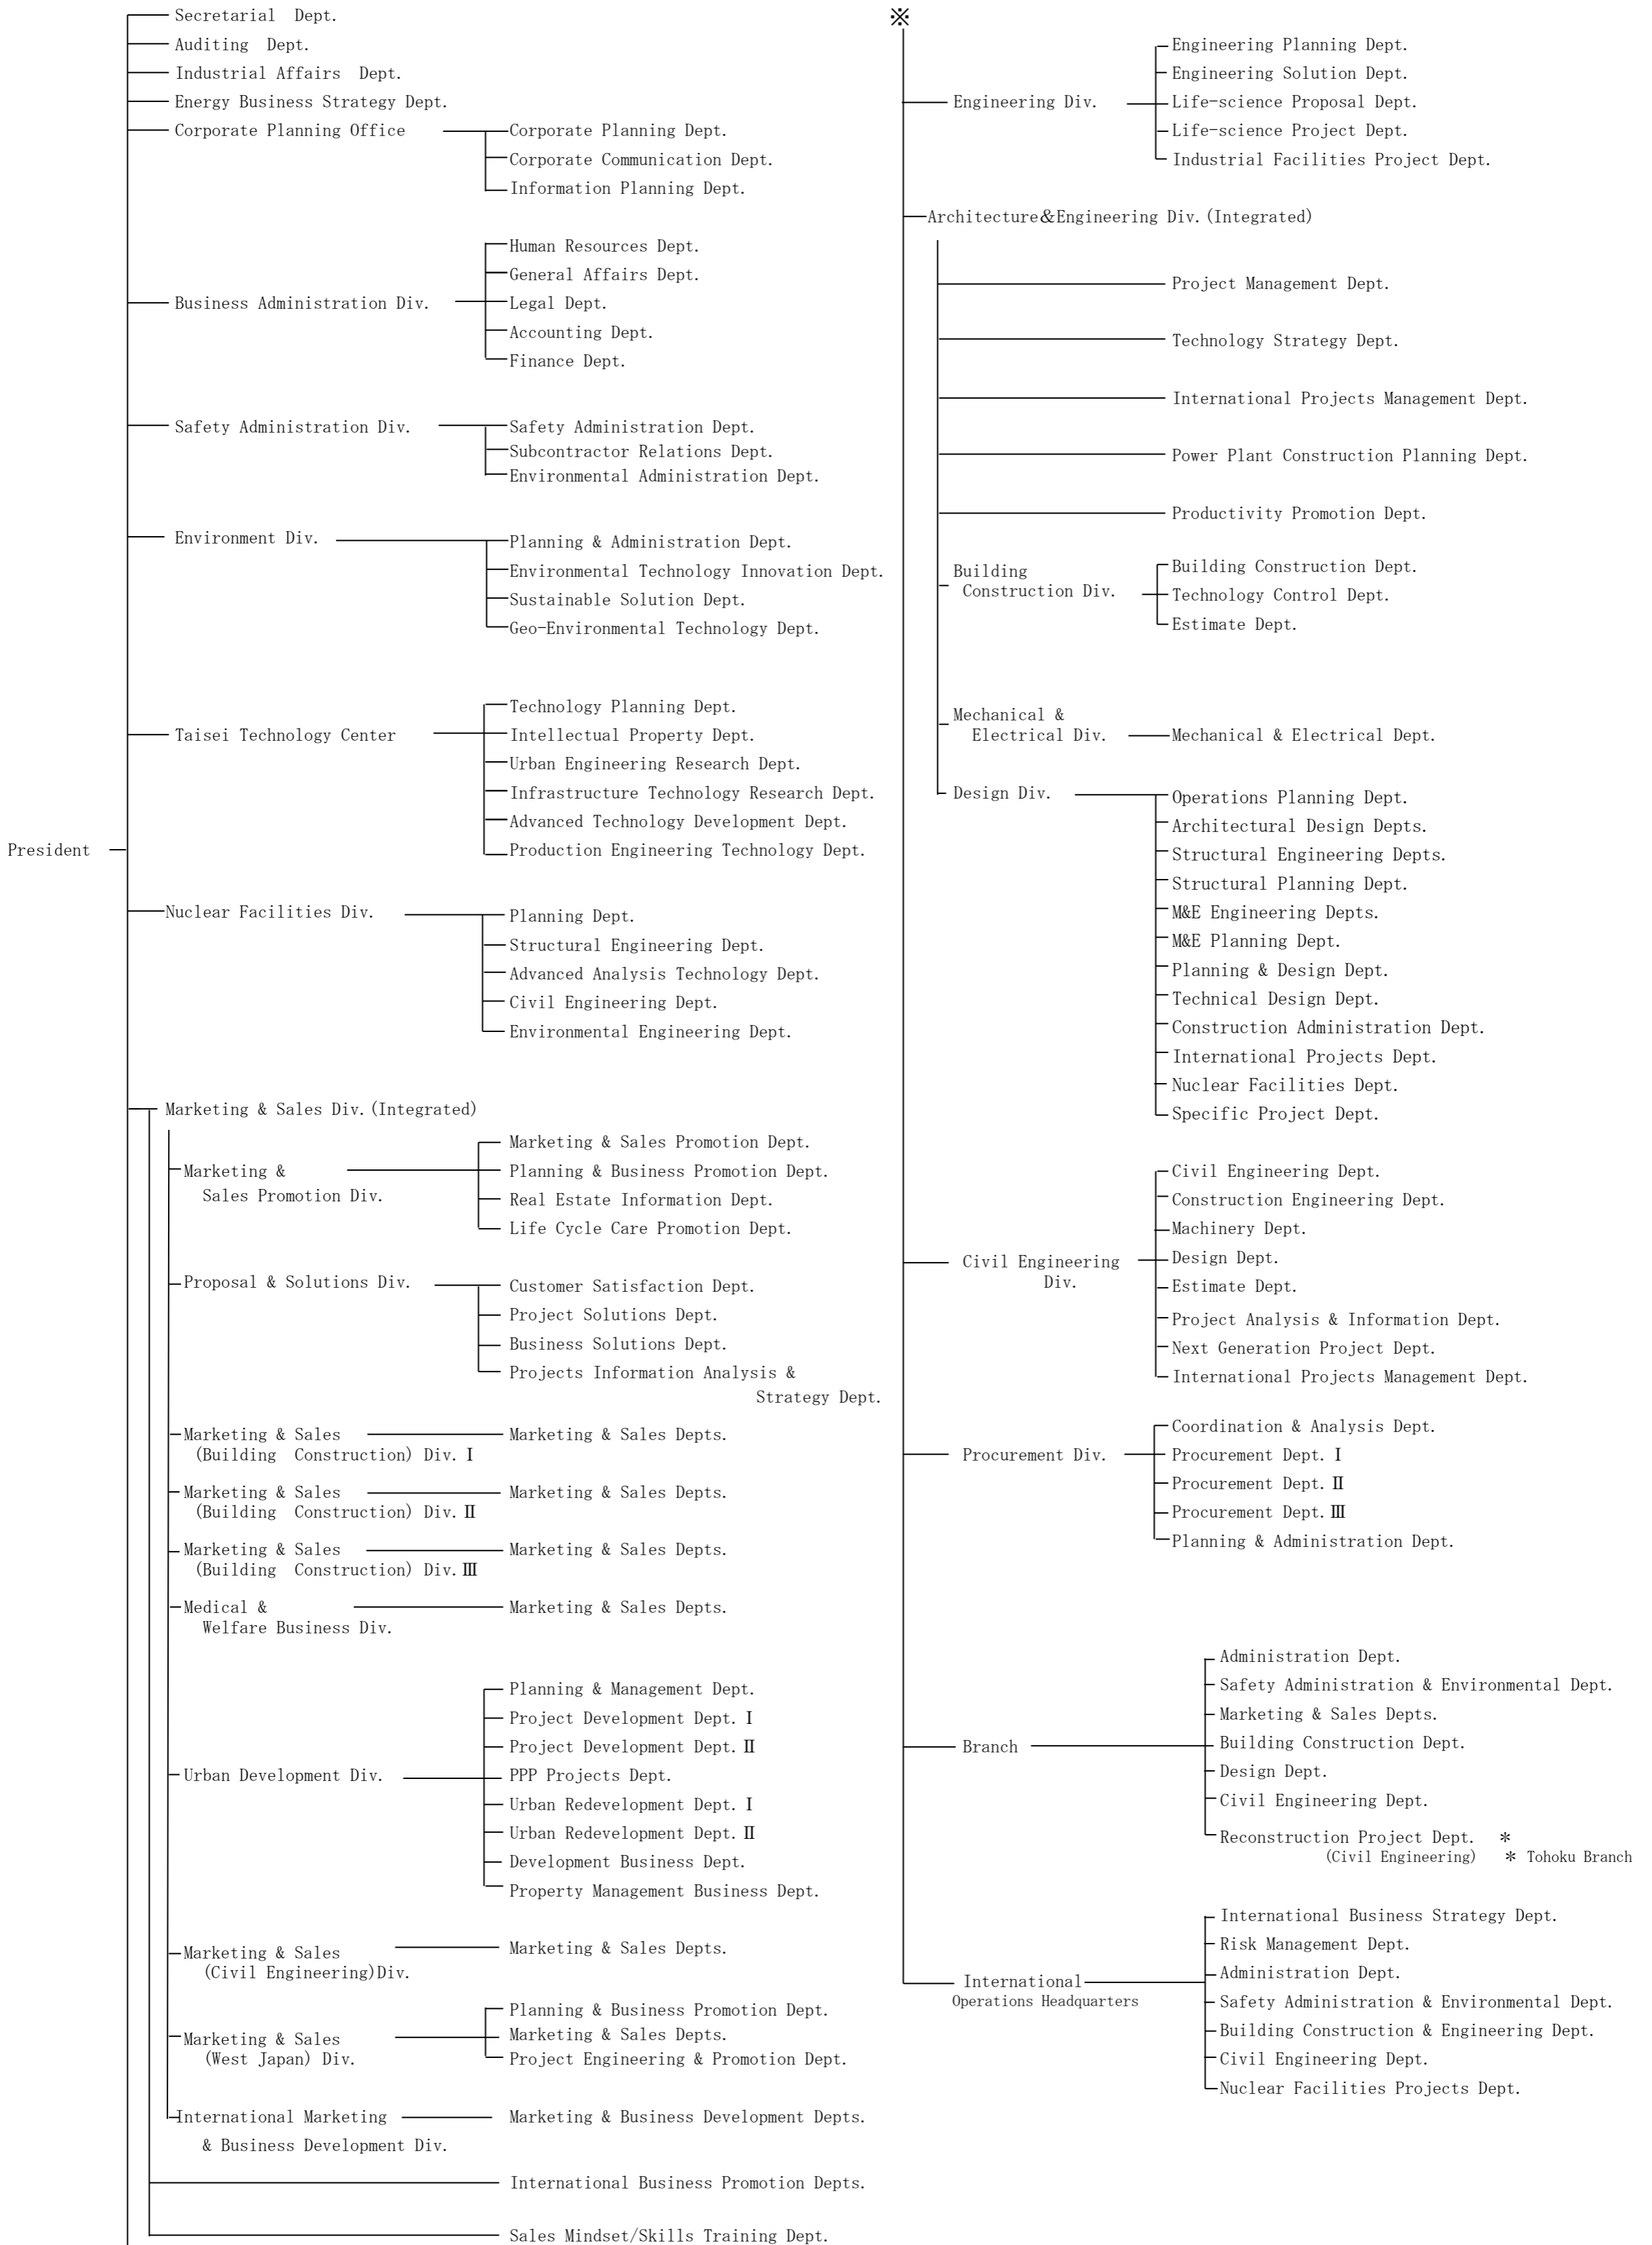 Secretarial Dept.
Auditing Dept.
Industrial Affairs Dept.
Energy Business Strategy Dept.
Corporate Planning Office
Corporate Planning Dept.
Corporate Communication Dept.
Information Planning Dept.
Human Resources Dept.
General Affairs Dept.
Business Administration Div.
Legal Dept.
Accounting Dept.
Finance Dept.
Safety Administration Div.
Safety Administration Dept.
Subcontractor Relations Dept.
Environmental Administration Dept.
Environment Div.
Planning & Administration Dept.
Environmental Technology Innovation Dept.
Sustainable Solution Dept.
Geo-Environmental Technology Dept.
Technology Planning Dept.
Taisei Technology Center
Intellectual Property Dept.
Urban Engineering Research Dept.
Infrastructure Technology Research Dept.
Advanced Technology Development Dept.
President
Production Engineering Technology Dept.
Nuclear Facilities Div.
Planning Dept.
Structural Engineering Dept.
Advanced Analysis Technology Dept.
Civil Engineering Dept.
Environmental Engineering Dept.
Marketing & Sales Div.(Integrated)
Marketing & Sales Promotion Dept.
Marketing &
Sales Promotion Div.
Planning & Business Promotion Dept.
Real Estate Information Dept.
Life Cycle Care Promotion Dept.
Proposal & Solutions Div.
Customer Satisfaction Dept.
Project Solutions Dept.
Business Solutions Dept.
Projects Information Analysis &
Strategy Dept.
Marketing & Sales
(Building Construction) Div.Ⅰ
Marketing & Sales Depts.
Marketing & Sales
(Building Construction) Div.Ⅱ
Marketing & Sales Depts.
Marketing & Sales
(Building Construction) Div.Ⅲ
Marketing & Sales Depts.
Medical &
Welfare Business Div.
Marketing & Sales Depts.
Planning & Management Dept.
Project Development Dept.Ⅰ
Project Development Dept.Ⅱ
Urban Development Div.
PPP Projects Dept.
Urban Redevelopment Dept.Ⅰ
Urban Redevelopment Dept.Ⅱ
Development Business Dept.
Property Management Business Dept.
Marketing & Sales
(Civil Engineering)Div.
Marketing & Sales Depts.
Planning & Business Promotion Dept.
Marketing & Sales
(West Japan) Div.
Marketing & Sales Depts.
Project Engineering & Promotion Dept.
International Marketing
& Business Development Div.
Marketing & Business Development Depts.
International Business Promotion Depts.
Sales Mindset/Skills Training Dept.
※
Engineering Planning Dept.
Engineering Solution Dept.
Engineering Div.
Life-science Proposal Dept.
Life-science Project Dept.
Industrial Facilities Project Dept.
Architecture＆Engineering Div.(Integrated)
Project Management Dept.
Technology Strategy Dept.
International Projects Management Dept.
Power Plant Construction Planning Dept.
Productivity Promotion Dept.
Building
Construction Div.
Building Construction Dept.
Technology Control Dept.
Estimate Dept.
Mechanical &
Electrical Div.
Mechanical & Electrical Dept.
Design Div.
Operations Planning Dept.
Architectural Design Depts.
Structural Engineering Depts.
Structural Planning Dept.
M&E Engineering Depts.
M&E Planning Dept.
Planning & Design Dept.
Technical Design Dept.
Construction Administration Dept.
International Projects Dept.
Nuclear Facilities Dept.
Specific Project Dept.
Civil Engineering Dept.
Construction Engineering Dept.
Machinery Dept.
Civil Engineering
Div.
Design Dept.
Estimate Dept.
Project Analysis & Information Dept.
Next Generation Project Dept.
International Projects Management Dept.
Coordination & Analysis Dept.
Procurement Div.
Procurement Dept.Ⅰ
Procurement Dept.Ⅱ
Procurement Dept.Ⅲ
Planning & Administration Dept.
Administration Dept.
Safety Administration & Environmental Dept.
Marketing & Sales Depts.
Branch
Building Construction Dept.
Design Dept.
Civil Engineering Dept.
Reconstruction Project Dept. ＊
(Civil Engineering) ＊ Tohoku Branch
International Business Strategy Dept.
Risk Management Dept.
Administration Dept.
International
Operations Headquarters
Safety Administration & Environmental Dept.
Building Construction & Engineering Dept.
Civil Engineering Dept.
Nuclear Facilities Projects Dept.